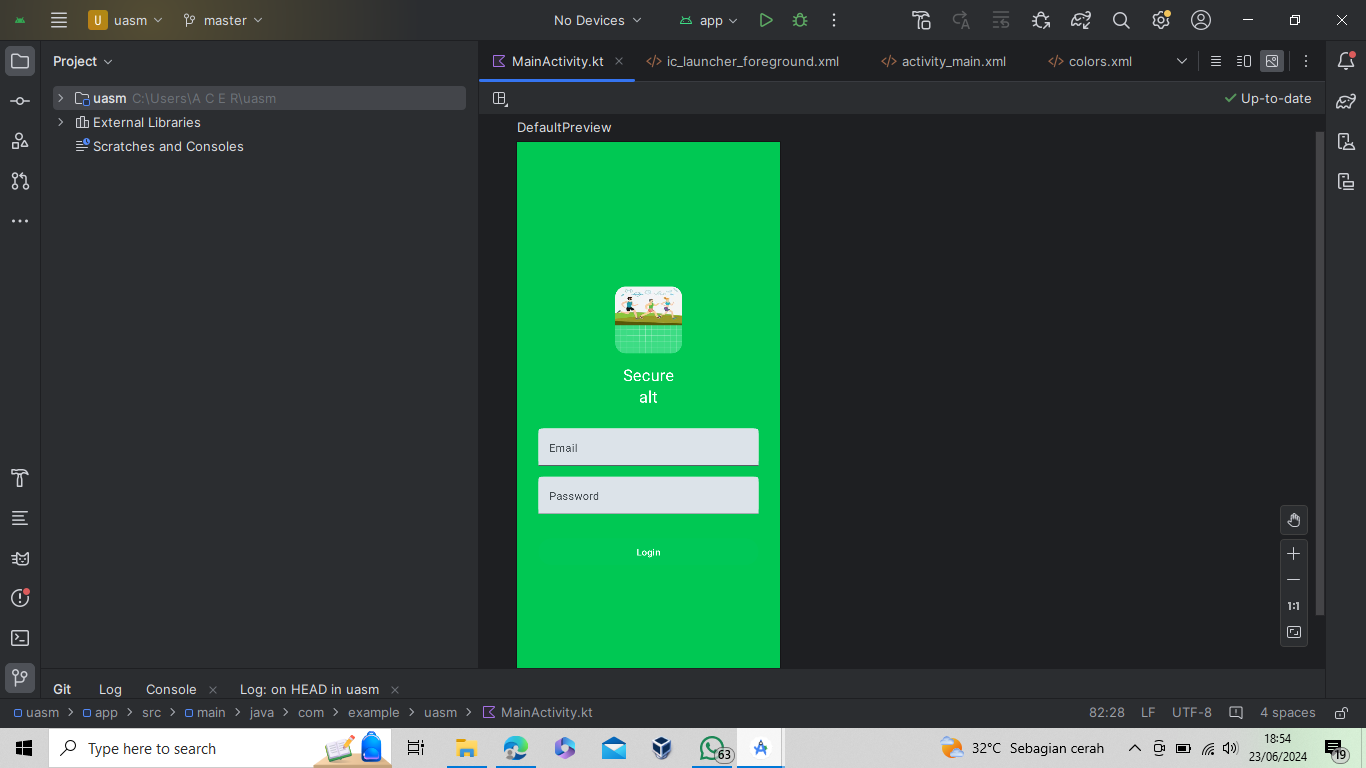 U uasm master No Devices app
Project
MainActivity.kt ic_launcher_foreground.xml activity_main.xml colors.xml
uasm C:\Users\A C E R\uasm
Up-to-date
External Libraries
Scratches and Consoles
DefaultPreview
Secure
alt
Email
Password
Login
1:1
Git Log Console Log: on HEAD in uasm
uasm app src main java com example uasm MainActivity.kt 82:28 LF UTF-8 4 spaces
Type here to search 63 32°C Sebagian cerah 18:54
23/06/2024 19